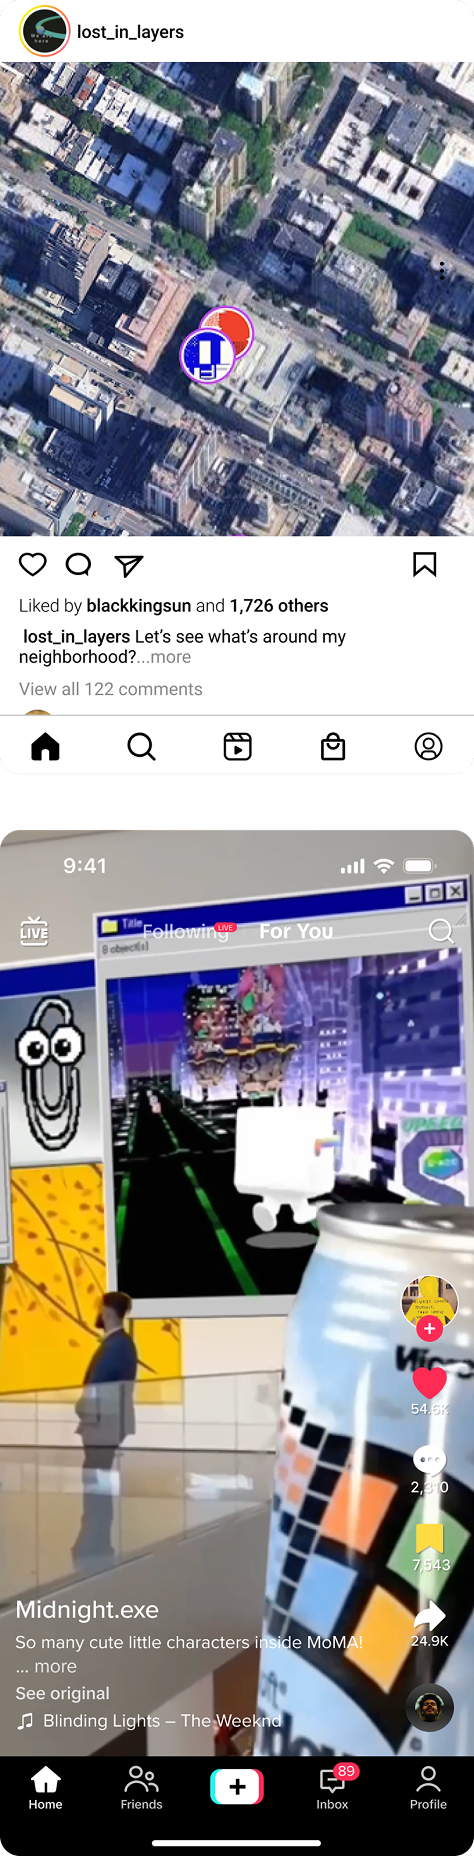 lost_in_layers
Liked by blackkingsun and 1,726 others
lost_in_layers Let's see what's around my
neighborhood?...more
View all 122 comments
9:41
LIVE
Title
Following
LIVE
For You
8 object(s)
54.6K
2,310
7,543
24.9K
Midnight.exe
So many cute little characters inside MoMA!
... more
See original
Blinding Lights – The Weeknd
89
Home
Friends
Inbox
Profile